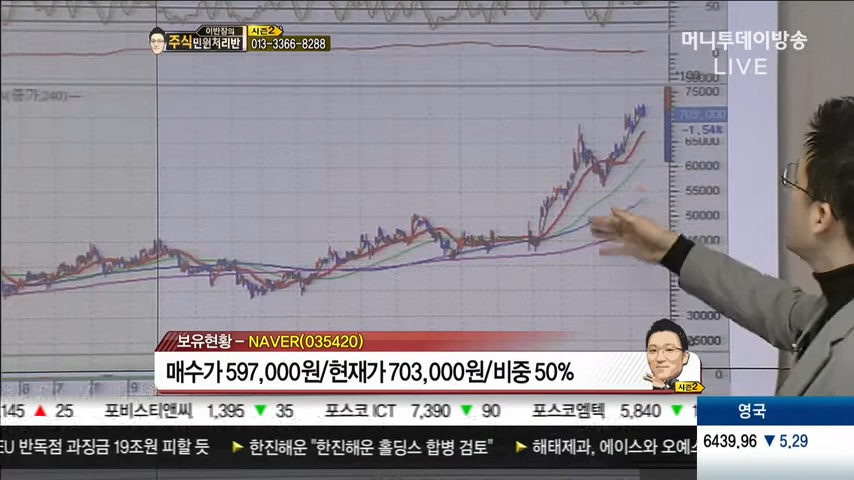 이반장의
주식민원처리반
시즌2
013-3366-8288
머니투데이방송
LIVE
50
0
*100
90000
75000
703,000
-1.54%
65000
50000
45000
30000
25000
0
보유현황 - NAVER(035420)
매수가 597,000원/현재가 703,000원/비중 50%
시즌2
145 ▲ 25 포비스티앤씨 1,395 ▼ 35 포스코 ICT 7,390 ▼ 90 포스코엠텍 5,840 ▼
영국
6439.96 ▼5.29
EU 반독점 과징금 19조원 피할 듯 ▶ 한진해운 "한진해운 홀딩스 합병 검토" ▶ 해태제과, 에이스와 오예스